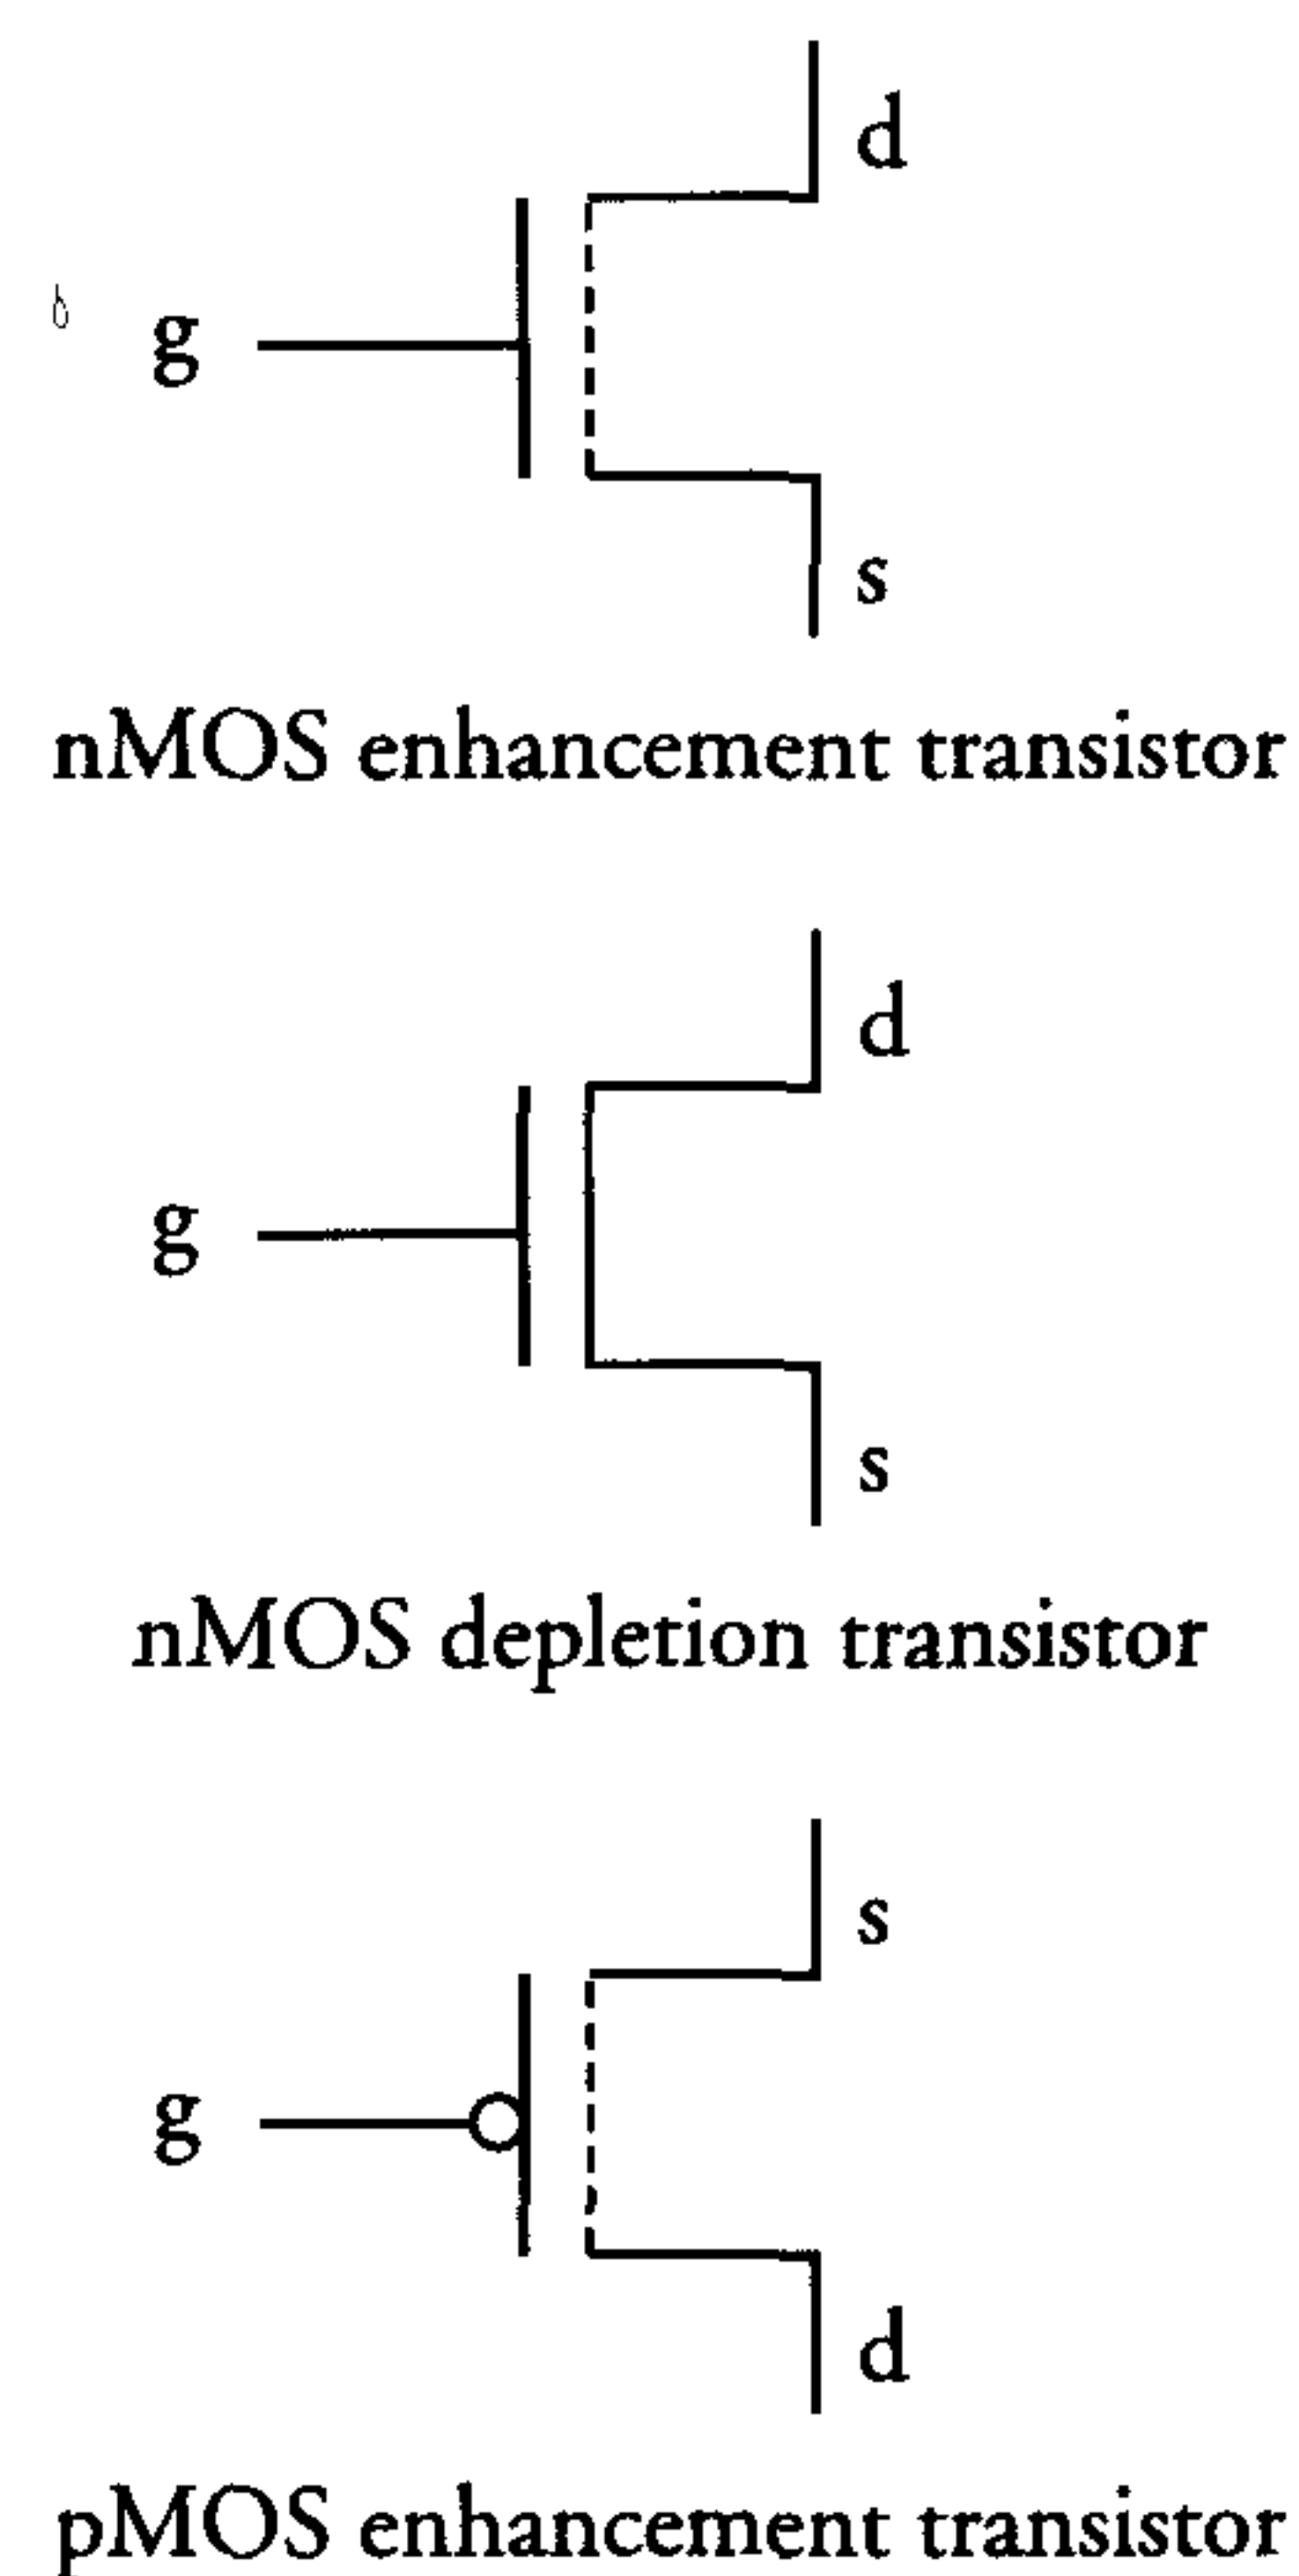 d
g
s
nMOS enhancement transistor
d
g
s
nMOS depletion transistor
s
g
d
pMOS enhancement transistor